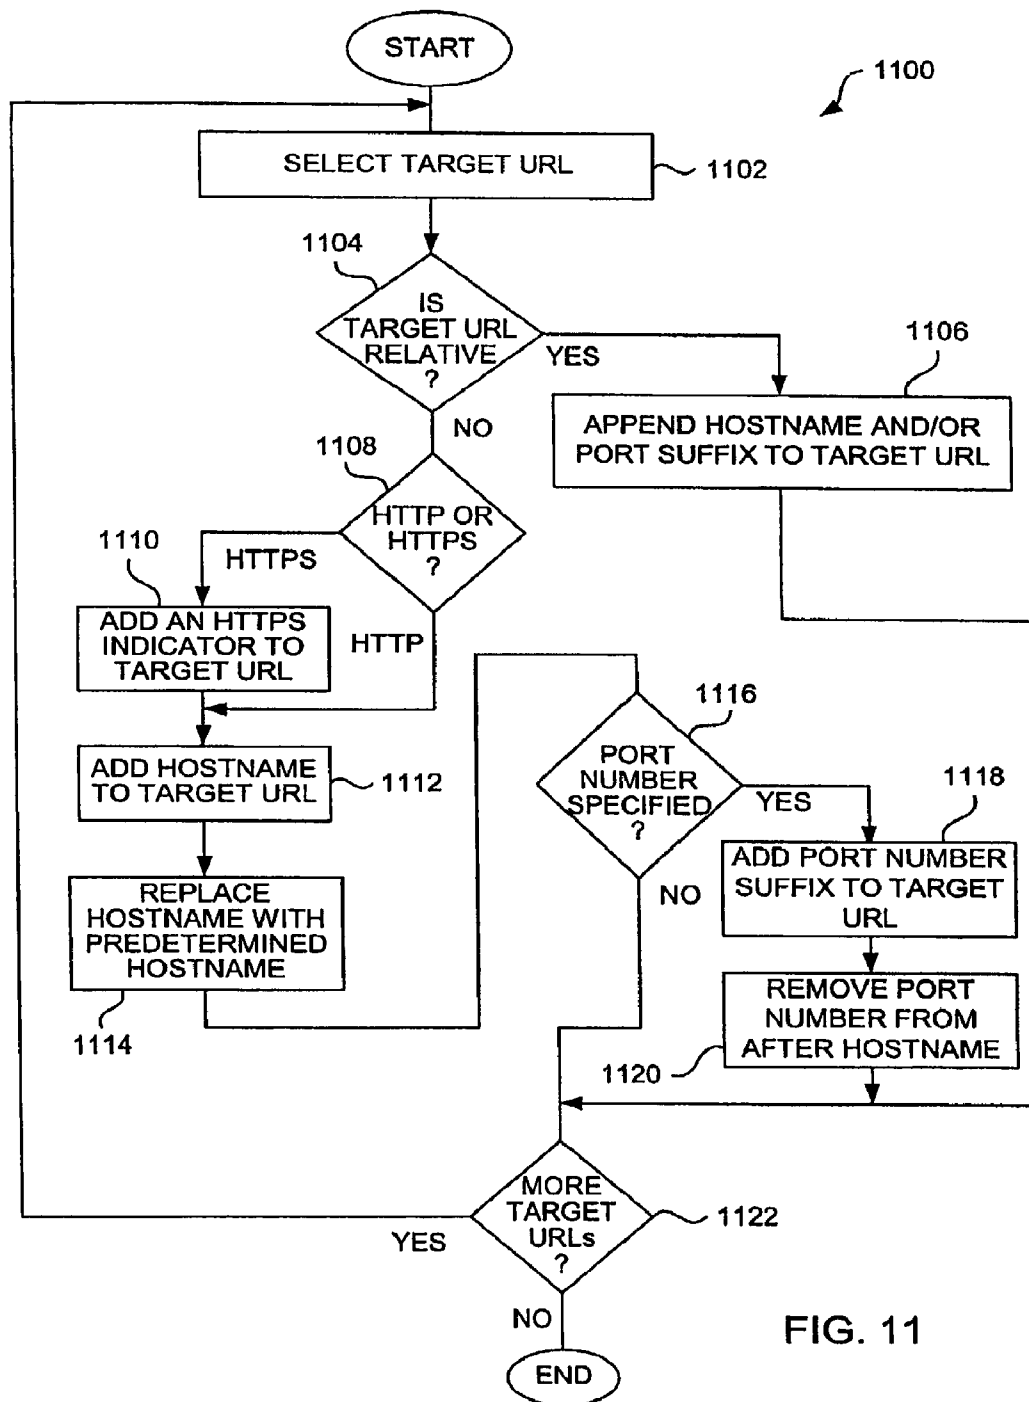 START
1100
SELECT TARGET URL
1102
1104
IS
TARGET URL
RELATIVE
?
YES
1106
APPEND HOSTNAME AND/OR
PORT SUFFIX TO TARGET URL
NO
1108
HTTP OR
HTTPS
?
HTTPS
1110
ADD AN HTTPS
INDICATOR TO
TARGET URL
HTTP
ADD HOSTNAME
TO TARGET URL
1112
REPLACE
HOSTNAME WITH
PREDETERMINED
HOSTNAME
1114
1116
PORT
NUMBER
SPECIFIED
?
YES
1118
ADD PORT NUMBER
SUFFIX TO TARGET
URL
NO
REMOVE PORT
NUMBER FROM
AFTER HOSTNAME
1120
MORE
TARGET
URLs
?
1122
YES
NO
END
FIG. 11